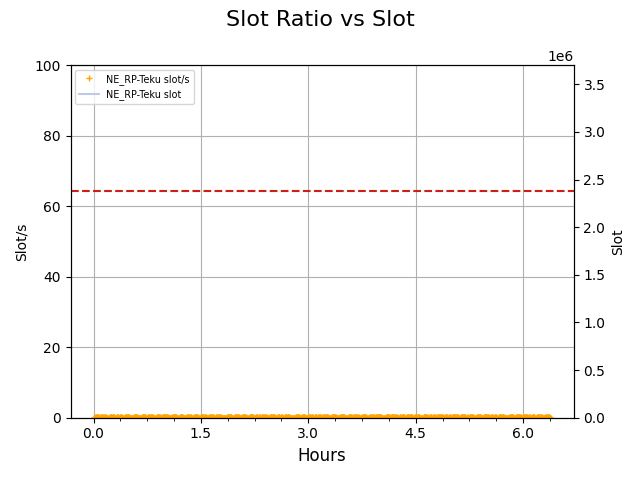 Slot Ratio vs Slot
1e6
NE_RP-Teku slot/s
NE_RP-Teku slot
100
80
60
40
20
0
Slot/s
3.5
3.0
2.5
2.0
1.5
1.0
0.5
0.0
Slot
0.0 1.5 3.0 4.5 6.0
Hours